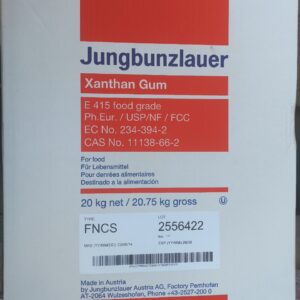 Jungbunzlauer
Xanthan Gum
E 415 food grade
Ph.Eur. / USP/NF / FCC
EC No. 234-394-2
CAS No. 11138-66-2
For food
Für Lebensmittel
Pour denrées alimentaires
Destinado à la alimentación
20 kg net / 20.75 kg gross
TYPE
LOT
FNCS
2556422
Made in Austria
by Jungbunzlauer Austria AG, Factory Pernhofen
AT-2064 Wulzeshofen, Phone +43-2527-200 0